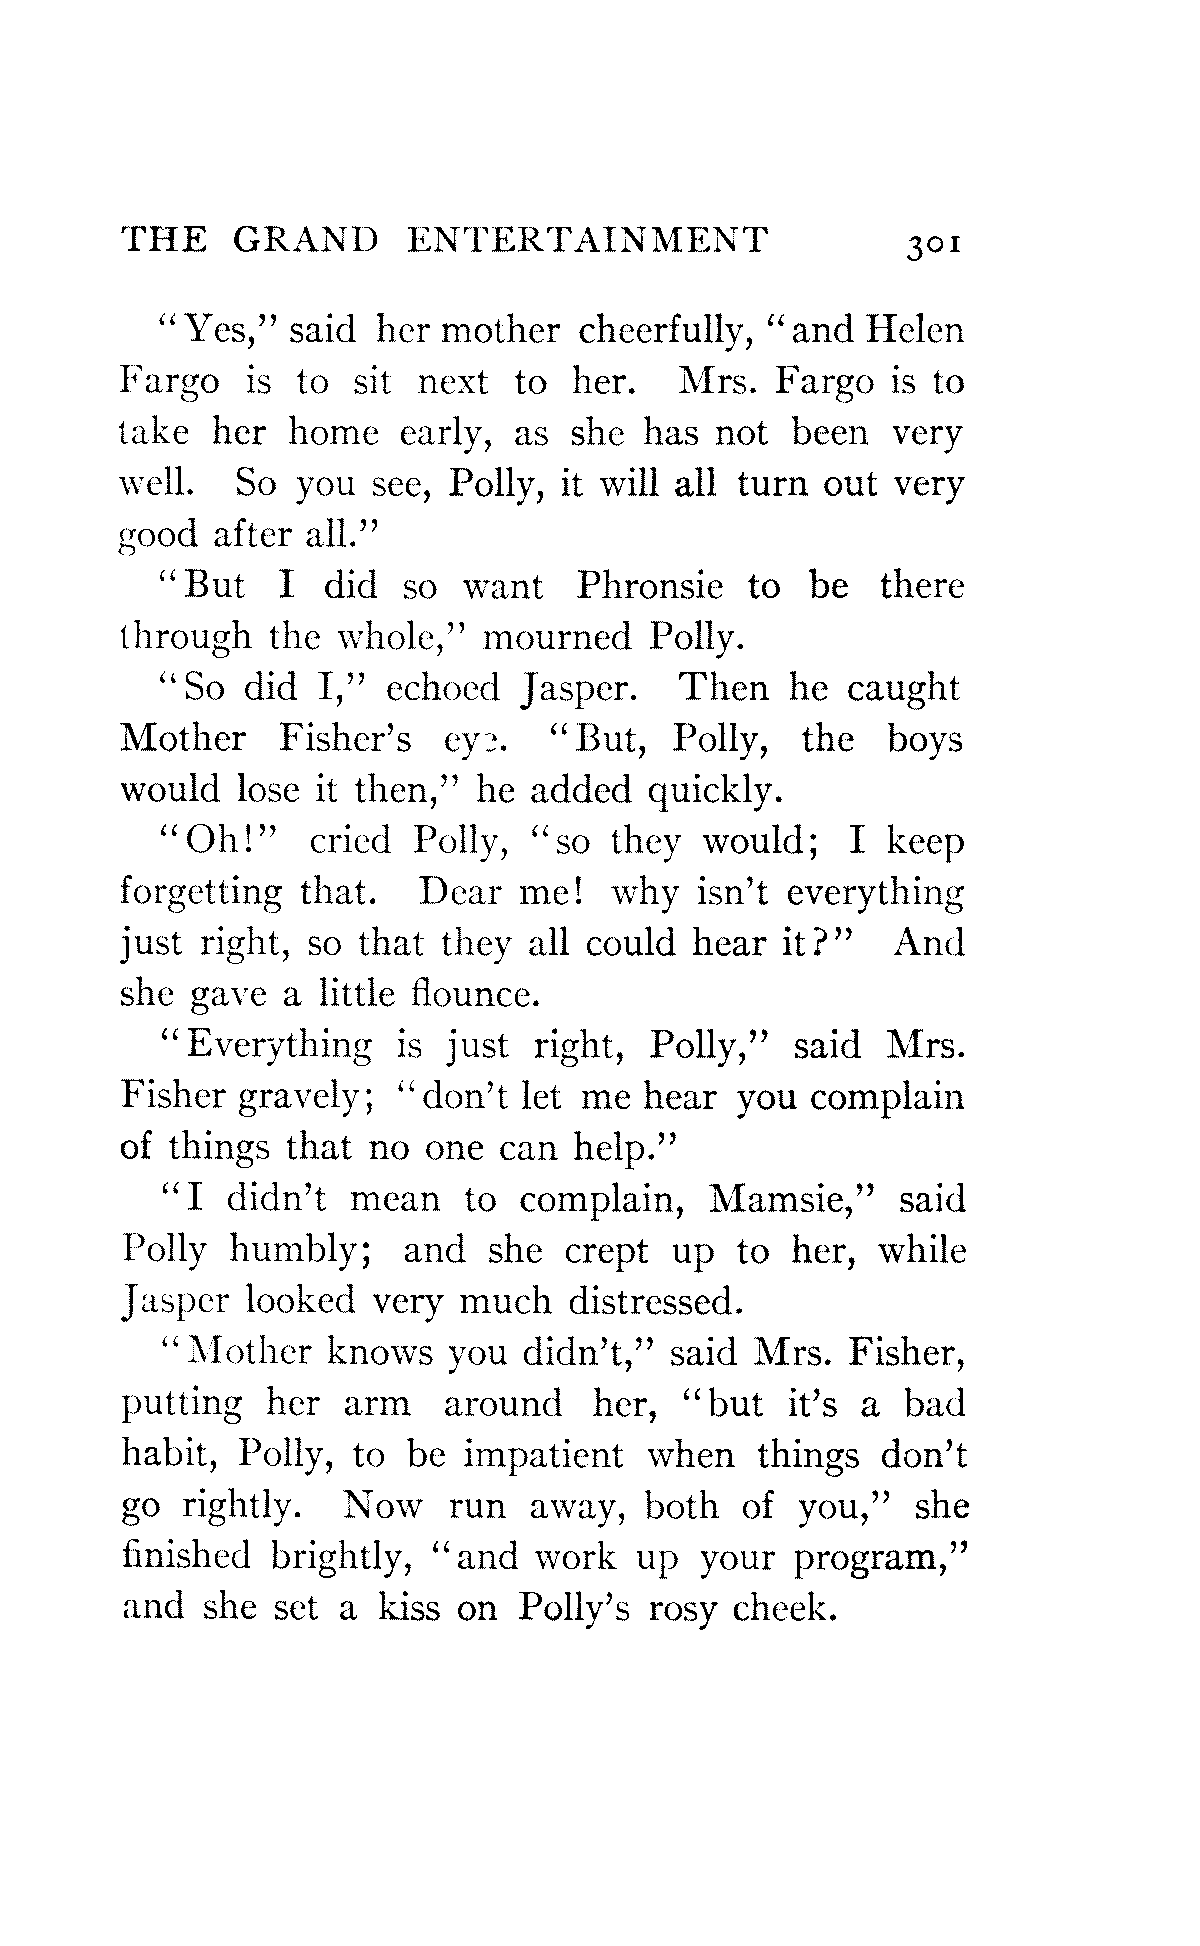 THE GRAND ENTERTAINMENT 301
"Yes," said her mother cheerfully, "and Helen
Fargo is to sit next to her. Mrs. Fargo is to
take her home early, as she has not been very
well. So you see, Polly, it will all turn out very
good after all."
"But I did so want Phronsie to be there
through the whole," mourned Polly.
"So did I," echoed Jasper. Then he caught
Mother Fisher's eye. "But, Polly, the boys
would lose it then," he added quickly.
"Oh!" cried Polly, "so they would; I keep
forgetting that. Dear me! why isn't everything
just right, so that they all could hear it?" And
she gave a little flounce.
"Everything is just right, Polly," said Mrs.
Fisher gravely; "don't let me hear you complain
of things that no one can help."
"I didn't mean to complain, Mamsie," said
Polly humbly; and she crept up to her, while
Jasper looked very much distressed.
"Mother knows you didn't," said Mrs. Fisher,
putting her arm around her, "but it's a bad
habit, Polly, to be impatient when things don't
go rightly. Now run away, both of you," she
finished brightly, "and work up your program,"
and she set a kiss on Polly's rosy cheek.